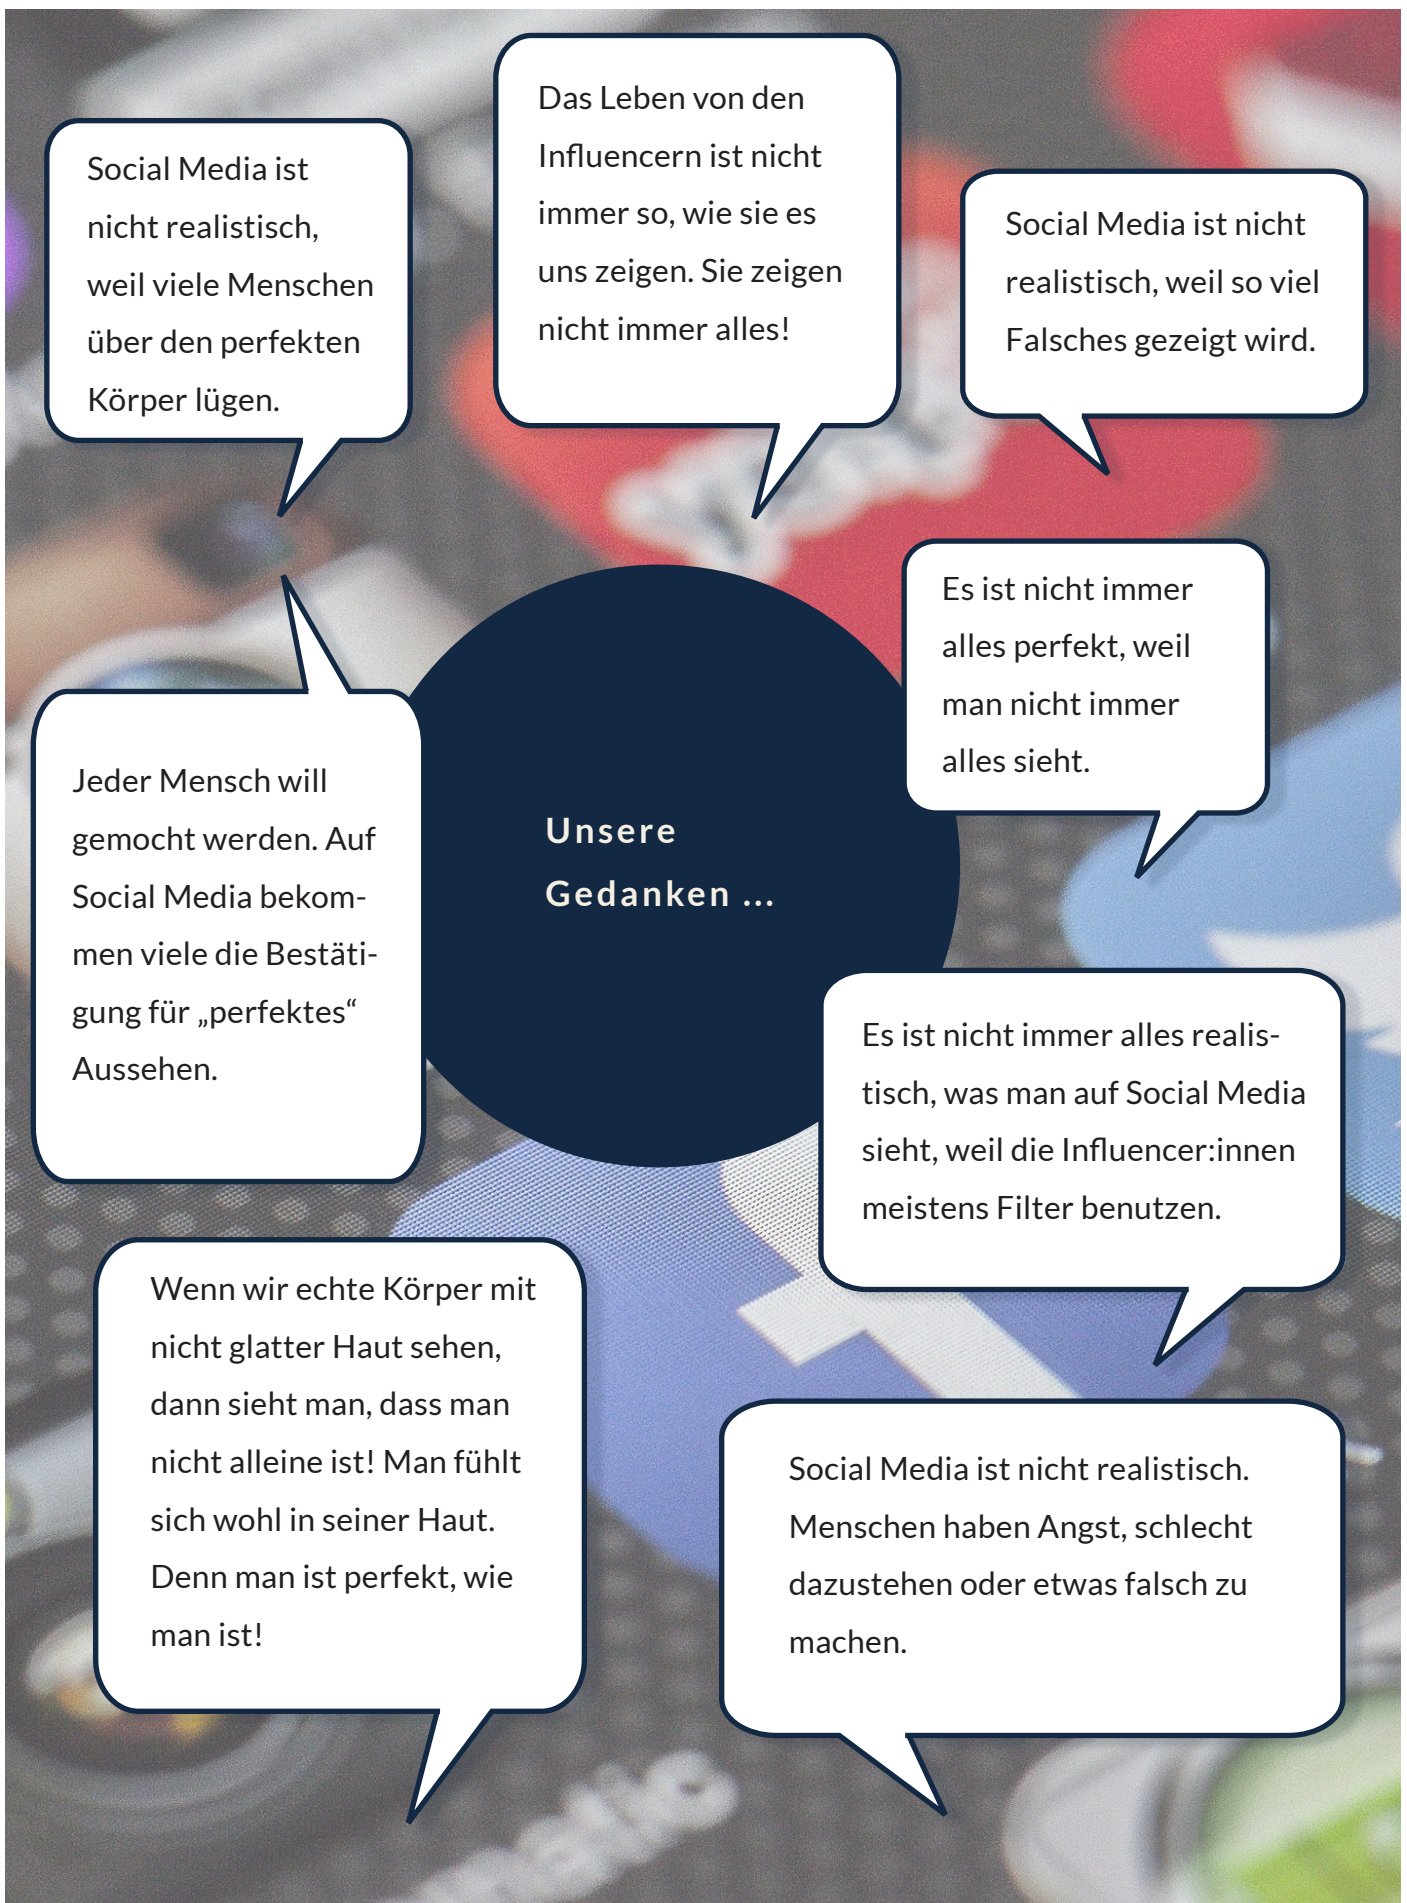 Das Leben von den
Influencern ist nicht
immer so, wie sie es
uns zeigen. Sie zeigen
nicht immer alles!
Social Media ist
nicht realistisch,
weil viele Menschen
über den perfekten
Körper lügen.
Social Media ist nicht
realistisch, weil so viel
Falsches gezeigt wird.
Es ist nicht immer
alles perfekt, weil
man nicht immer
alles sieht.
Jeder Mensch will
gemocht werden. Auf
Social Media bekom-
men viele die Bestäti-
gung für „perfektes“
Aussehen.
Unsere
Gedanken ...
Es ist nicht immer alles realis-
tisch, was man auf Social Media
sieht, weil die Influencer:innen
meistens Filter benutzen.
Wenn wir echte Körper mit
nicht glatter Haut sehen,
dann sieht man, dass man
nicht alleine ist! Man fühlt
sich wohl in seiner Haut.
Denn man ist perfekt, wie
man ist!
Social Media ist nicht realistisch.
Menschen haben Angst, schlecht
dazustehen oder etwas falsch zu
machen.